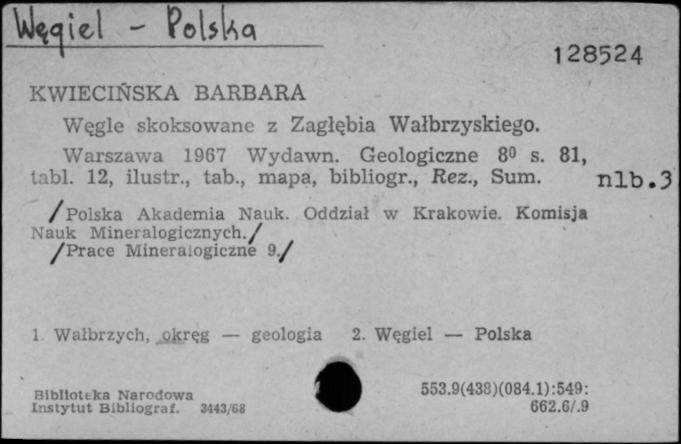 Węgiel - Polska
128524
KWIECIŃSKA BARBARA
Węgle skoksowane z Zagłębia Wałbrzyskiego.
Warszawa 1967 Wydawn. Geologiczne 8⁰ s. 81,
tabl. 12, ilustr., tab., mapa, bibliogr., Rez., Sum. nlb.3
/Polska Akademia Nauk. Oddział w Krakowie. Komisja
Nauk Mineralogicznych./
/Prace Mineralogiczne 9./
1. Wałbrzych, okręg — geologia 2. Węgiel — Polska
Biblioteka Narodowa
Instytut Bibliograf. 3443/68
553.9(438)(084.1):549:
662.6/.9